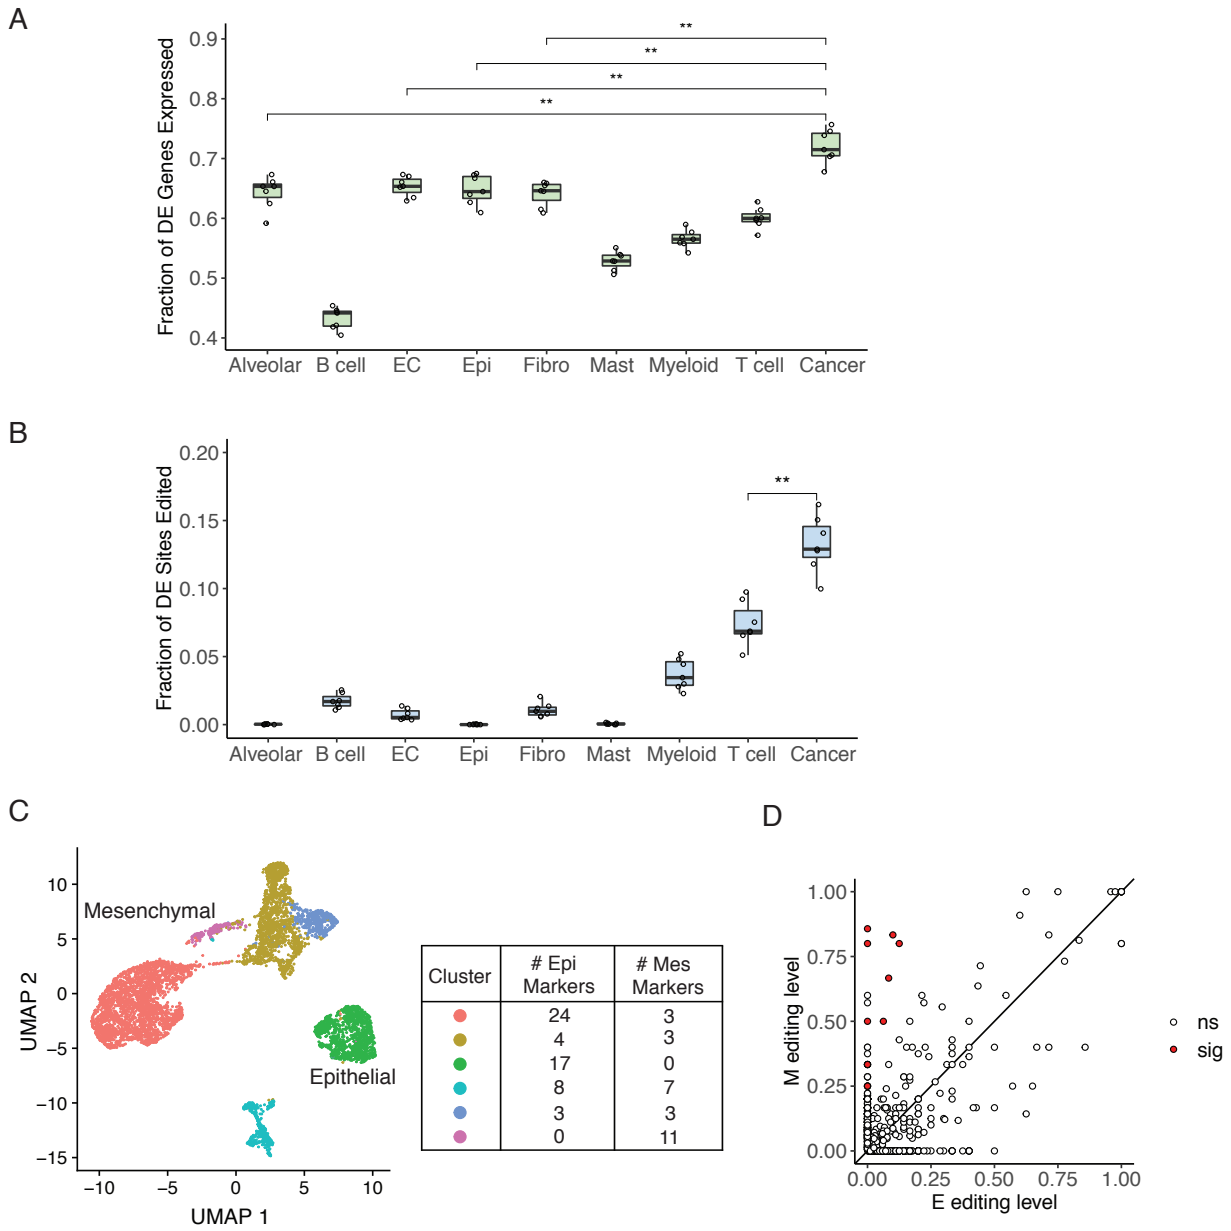 A
Fraction of DE Genes Expressed
0.9
0.8
0.7
0.6
0.5
0.4
**
**
**
**
Alveolar B cell EC Epi Fibro Mast Myeloid T cell Cancer
B
Fraction of DE Sites Edited
0.20
0.15
0.10
0.05
0.00
**
Alveolar B cell EC Epi Fibro Mast Myeloid T cell Cancer
C
UMAP 2
10
5
0
−5
−10
−15
Mesenchymal
Epithelial
−10 −5 0 5 10
UMAP 1
Cluster # Epi Markers # Mes Markers
24 3
4 3
17 0
8 7
3 3
0 11
D
M editing level
1.00
0.75
0.50
0.25
0.00
0.00 0.25 0.50 0.75 1.00
E editing level
ns
sig